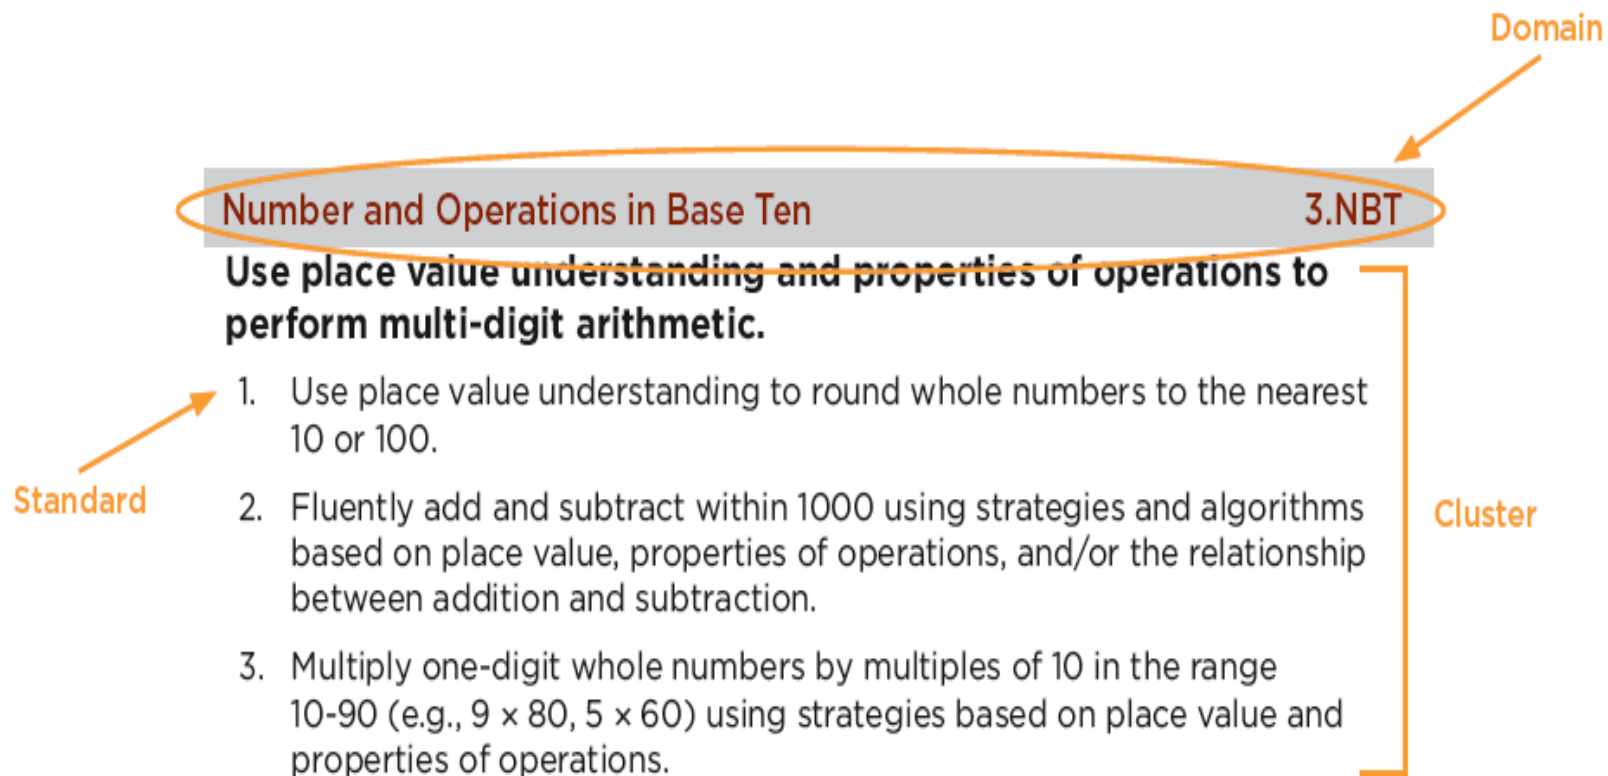 Domain
Number and Operations in Base Ten 3.NBT
Use place value understanding and properties of operations to
perform multi-digit arithmetic.
1. Use place value understanding to round whole numbers to the nearest
10 or 100.
Standard
2. Fluently add and subtract within 1000 using strategies and algorithms
based on place value, properties of operations, and/or the relationship
between addition and subtraction.
Cluster
3. Multiply one-digit whole numbers by multiples of 10 in the range
10-90 (e.g., 9 × 80, 5 × 60) using strategies based on place value and
properties of operations.